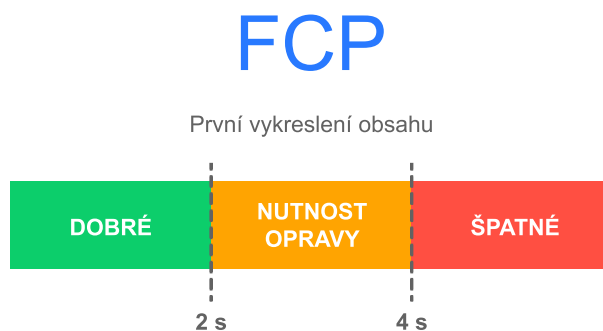 FCP
První vykreslení obsahu
DOBRÉ
NUTNOST
OPRAVY
ŠPATNÉ
2 s
4 s